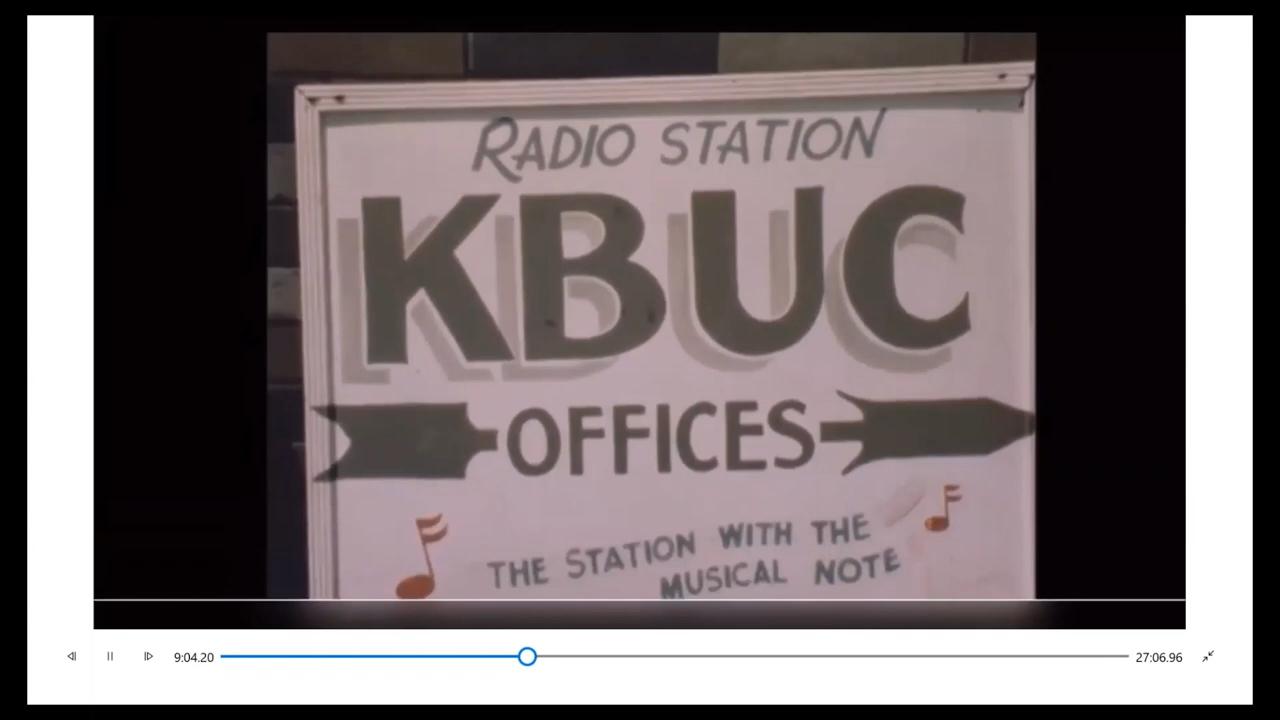 RADIO STATION
KBUC
OFFICES
THE STATION WITH THE
MUSICAL NOTE
9:04.20
27:06.96